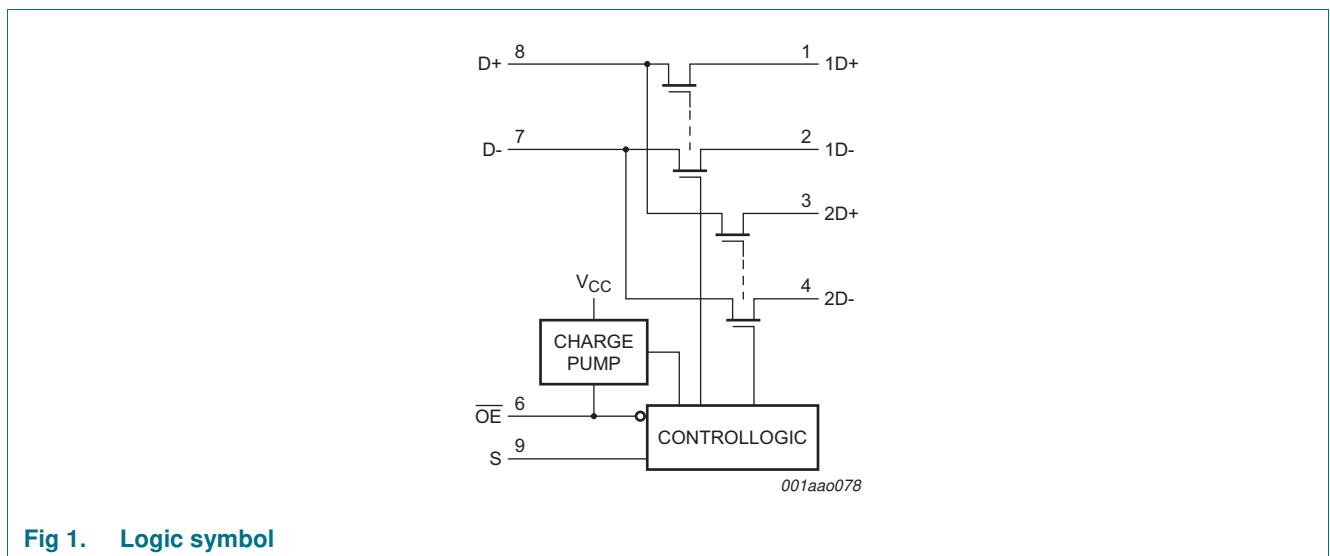 D+ 8 1 1D+
D- 7 2 1D-
3 2D+
4 2D-
VCC
CHARGE
PUMP
OE 6
CONTROLLOGIC
S 9
001aao078
Fig 1. Logic symbol